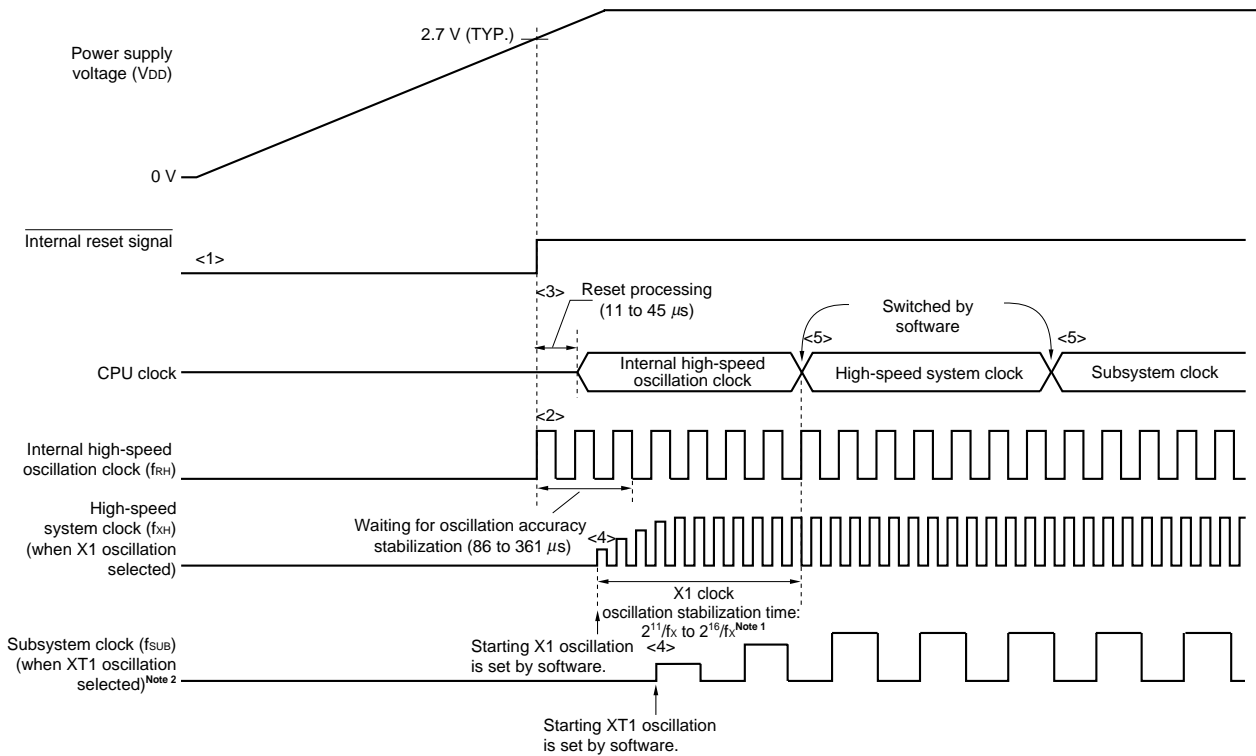 2.7 V (TYP.)
Power supply
voltage (VDD)
0 V
Internal reset signal
<1>
<3>
Reset processing
(11 to 45 μs)
Switched by
software
<5>
<5>
CPU clock
Internal high-speed
oscillation clock
High-speed system clock
Subsystem clock
<2>
Internal high-speed
oscillation clock (fRH)
Waiting for oscillation accuracy
stabilization (86 to 361 μs)
High-speed
system clock (fXH)
(when X1 oscillation
selected)
<4>
X1 clock
oscillation stabilization time:
2¹¹/fX to 2¹⁶/fX Note 1
Starting X1 oscillation
is set by software.
<4>
Subsystem clock (fSUB)
(when XT1 oscillation
selected) Note 2
Starting XT1 oscillation
is set by software.